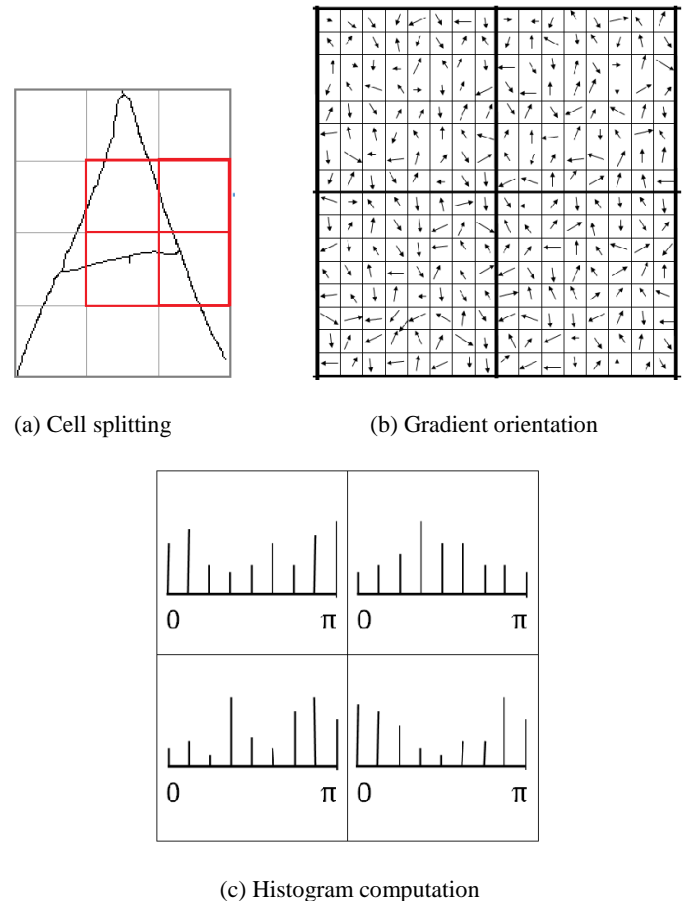 (a) Cell splitting
(b) Gradient orientation
0 π
0 π
0 π
0 π
(c) Histogram computation